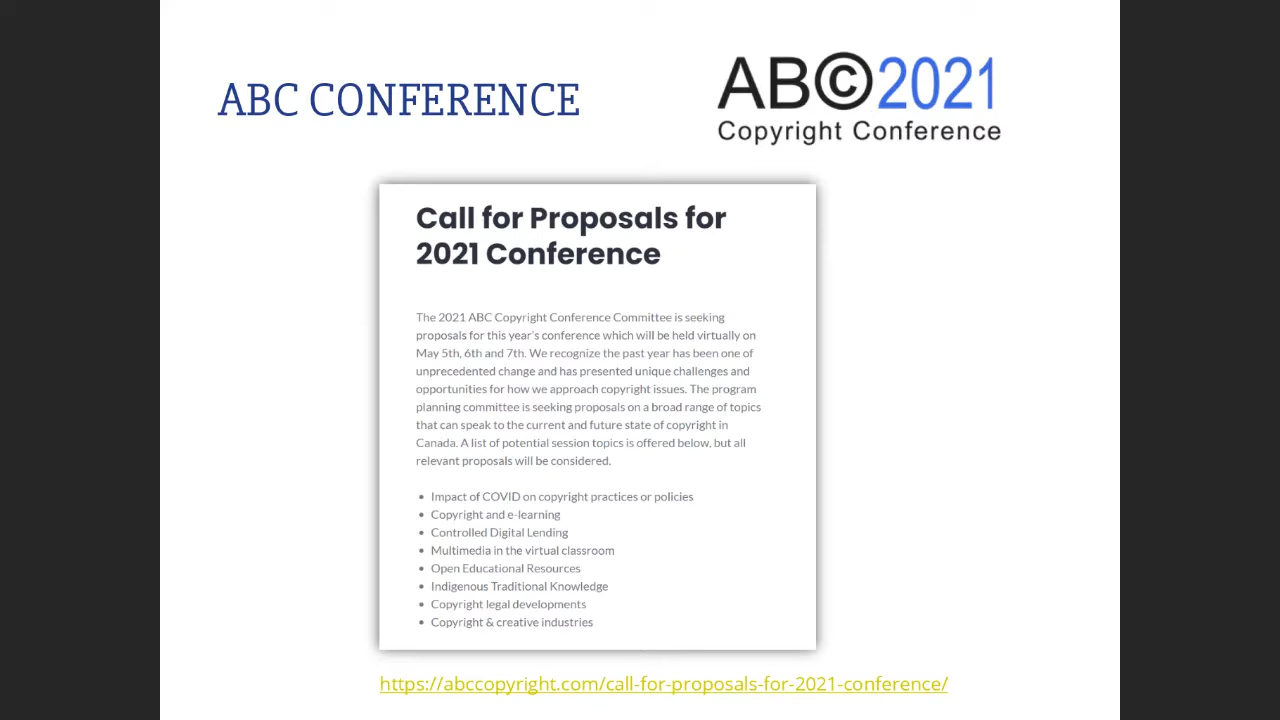 ABC CONFERENCE
AB©2021
Copyright Conference
Call for Proposals for
2021 Conference
The 2021 ABC Copyright Conference Committee is seeking
proposals for this year's conference which will be held virtually on
May 5th, 6th and 7th. We recognize the past year has been one of
unprecedented change and has presented unique challenges and
opportunities for how we approach copyright issues. The program
planning committee is seeking proposals on a broad range of topics
that can speak to the current and future state of copyright in
Canada. A list of potential session topics is offered below, but all
relevant proposals will be considered.
• Impact of COVID on copyright practices or policies
• Copyright and e-learning
• Controlled Digital Lending
• Multimedia in the virtual classroom
• Open Educational Resources
• Indigenous Traditional Knowledge
• Copyright legal developments
• Copyright & creative industries
https://abccopyright.com/call-for-proposals-for-2021-conference/